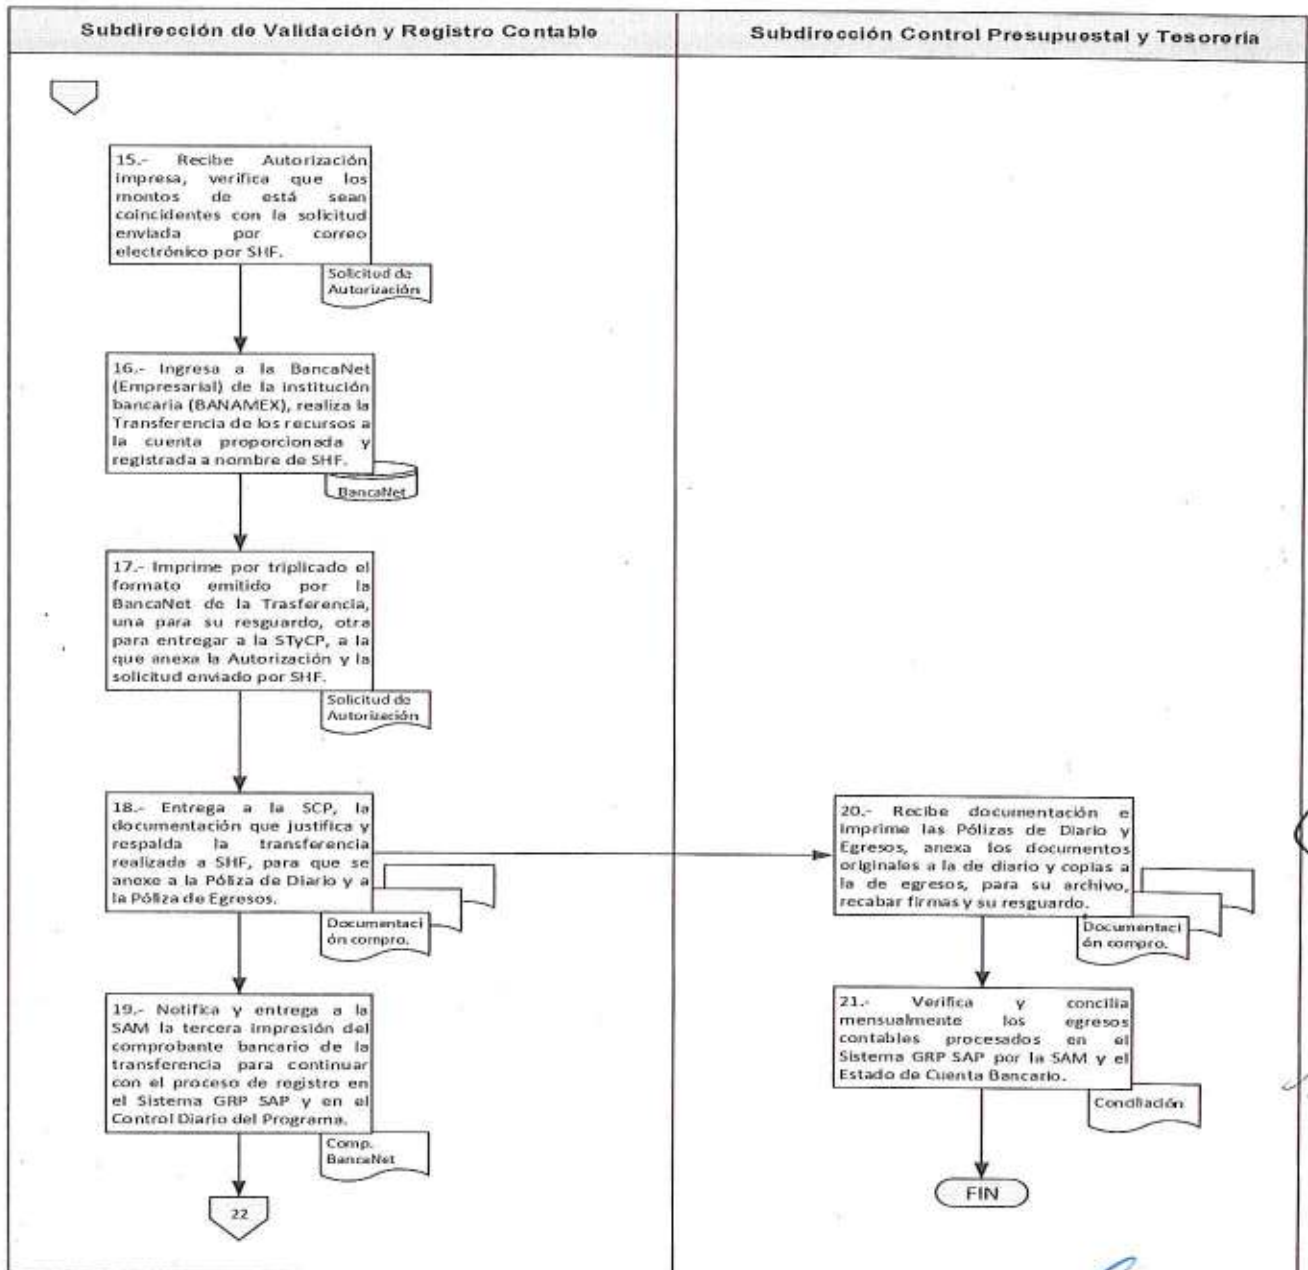 Subdirección de Validación y Registro Contable
Subdirección Control Presupuestal y Tesorería
15.- Recibe Autorización
impresa, verifica que los
montos de está sean
coincidentes con la solicitud
enviada por correo
electrónico por SHF.
Solicitud de
Autorización
16.- Ingresa a la BancaNet
(Empresarial) de la institución
bancaria (BANAMEX), realiza la
Transferencia de los recursos a
la cuenta proporcionada y
registrada a nombre de SHF.
BancaNet
17.- Imprime por triplicado el
formato emitido por la
BancaNet de la Trasferencia,
una para su resguardo, otra
para entregar a la STyCP, a la
que anexa la Autorización y la
solicitud enviado por SHF.
Solicitud de
Autorización
18.- Entrega a la SCP, la
documentación que justifica y
respalda la transferencia
realizada a SHF, para que se
anexe a la Póliza de Diario y a
la Póliza de Egresos.
Documentaci
ón compro.
19.- Notifica y entrega a la
SAM la tercera impresión del
comprobante bancario de la
transferencia para continuar
con el proceso de registro en
el Sistema GRP SAP y en el
Control Diario del Programa.
Comp.
BancaNet
22
20.- Recibe documentación e
imprime las Pólizas de Diario y
Egresos, anexa los documentos
originales a la de diario y copias a
la de egresos, para su archivo,
recabar firmas y su resguardo.
Documentaci
ón compro.
21.- Verifica y concilia
mensualmente los egresos
contables procesados en el
Sistema GRP SAP por la SAM y el
Estado de Cuenta Bancario.
Conciliación
FIN